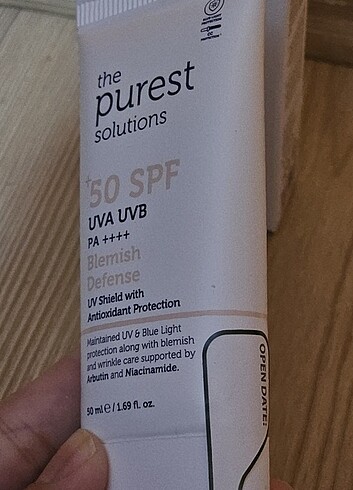 the
purest
solutions
+50 SPF
UVA UVB
PA ++++
Blemish
Defense
UV Shield with
Antioxidant Protection
Maintained UV & Blue Light
protection along with blemish
and wrinkle care supported by
Arbutin and Niacinamide.
50 ml ℮ / 1.69 fl. oz.
OPEN DATE: